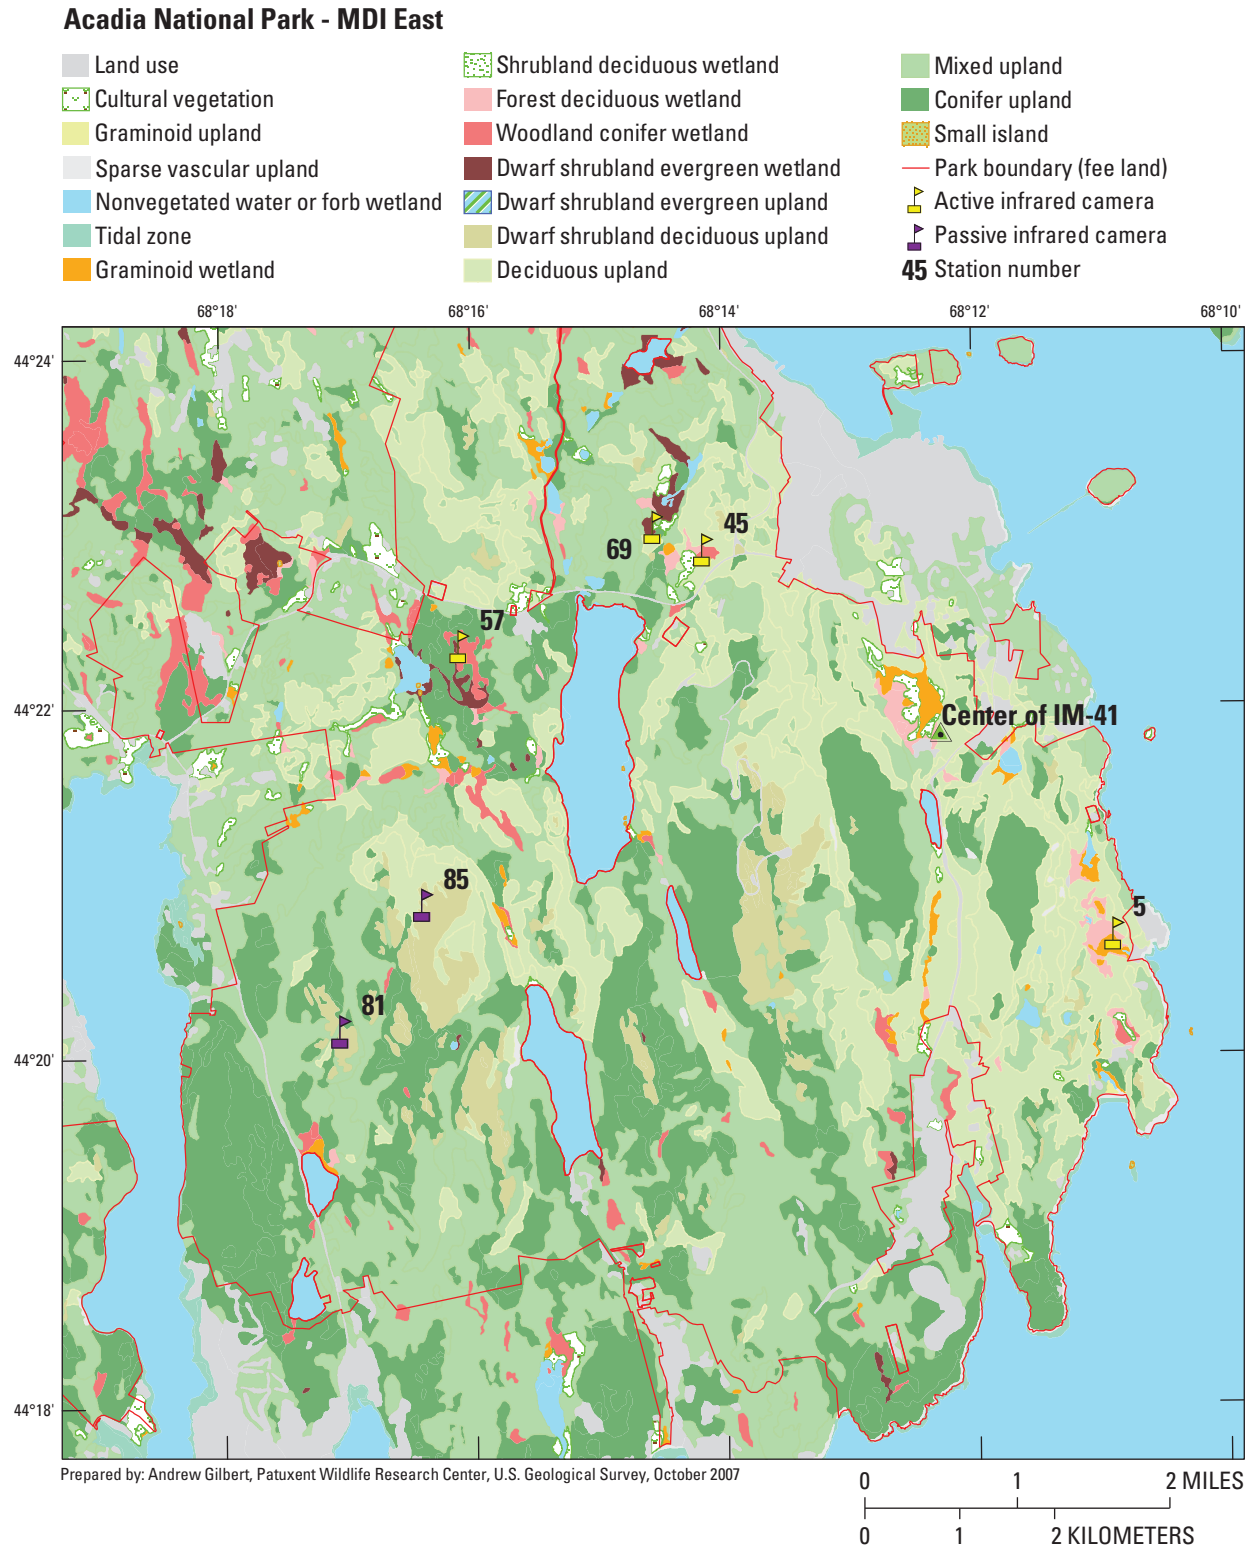 Acadia National Park - MDI East
Land use
Cultural vegetation
Graminoid upland
Sparse vascular upland
Nonvegetated water or forb wetland
Tidal zone
Graminoid wetland
Shrubland deciduous wetland
Forest deciduous wetland
Woodland conifer wetland
Dwarf shrubland evergreen wetland
Dwarf shrubland evergreen upland
Dwarf shrubland deciduous upland
Deciduous upland
Mixed upland
Conifer upland
Small island
Park boundary (fee land)
Active infrared camera
Passive infrared camera
45 Station number
68°18' 68°16' 68°14' 68°12' 68°10'
44°24'
45
69
57
44°22'
Center of IM-41
85
5
81
44°20'
44°18'
Prepared by: Andrew Gilbert, Patuxent Wildlife Research Center, U.S. Geological Survey, October 2007
0 1 2 MILES
0 1 2 KILOMETERS